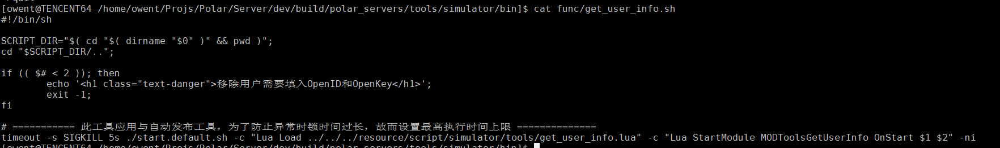 [owent@TENCENT64 /home/owent/Projs/Polar/Server/dev/build/polar_servers/tools/simulator/bin]$ cat func/get_user_info.sh
#!/bin/sh
SCRIPT_DIR="$( cd "$( dirname "$0" )" && pwd )";
cd "$SCRIPT_DIR/..";
if (( $# < 2 )); then
        echo '<h1 class="text-danger">移除用户需要填入OpenID和OpenKey</h1>';
        exit -1;
fi
# =========== 此工具应用与自动发布工具，为了防止异常时锁时间过长，故而设置最高执行时间上限 ==============
timeout -s SIGKILL 5s ./start.default.sh -c "Lua Load ../../../resource/script/simulator/tools/get_user_info.lua" -c "Lua StartModule MODToolsGetUserInfo OnStart $1 $2" -ni
[owent@TENCENT64 /home/owent/Projs/Polar/Server/dev/build/polar_servers/tools/simulator/bin]$